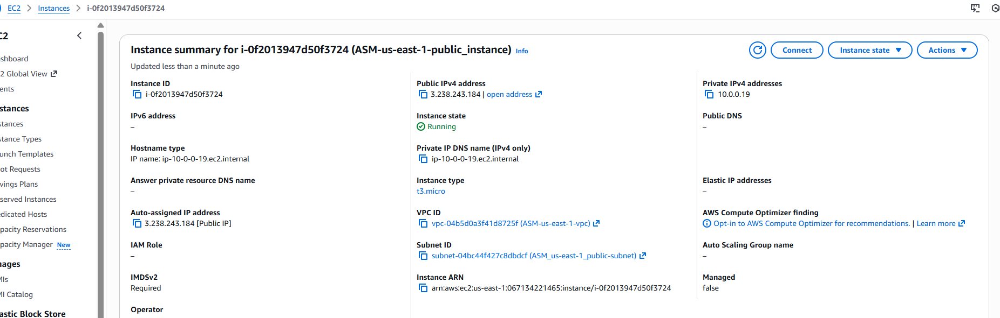 EC2 > Instances > i-0f2013947d50f3724
C2
shboard
2 Global View
ents
stances
stances
stance Types
unch Templates
ot Requests
vings Plans
served Instances
edicated Hosts
pacity Reservations
pacity Manager New
nages
MIs
MI Catalog
astic Block Store
Instance summary for i-0f2013947d50f3724 (ASM-us-east-1-public_instance) Info
Connect
Instance state
Actions
Updated less than a minute ago
Instance ID
i-0f2013947d50f3724
Public IPv4 address
3.238.243.184 | open address
Private IPv4 addresses
10.0.0.19
IPv6 address
–
Instance state
Running
Public DNS
–
Hostname type
IP name: ip-10-0-0-19.ec2.internal
Private IP DNS name (IPv4 only)
ip-10-0-0-19.ec2.internal
Answer private resource DNS name
–
Instance type
t3.micro
Elastic IP addresses
–
Auto-assigned IP address
3.238.243.184 [Public IP]
VPC ID
vpc-04b5d0a3f41d8725f (ASM-us-east-1-vpc)
AWS Compute Optimizer finding
Opt-in to AWS Compute Optimizer for recommendations. | Learn more
IAM Role
–
Subnet ID
subnet-04bc44f427c8dbdcf (ASM_us-east-1_public-subnet)
Auto Scaling Group name
–
IMDSv2
Required
Instance ARN
arn:aws:ec2:us-east-1:067134221465:instance/i-0f2013947d50f3724
Managed
false
Operator